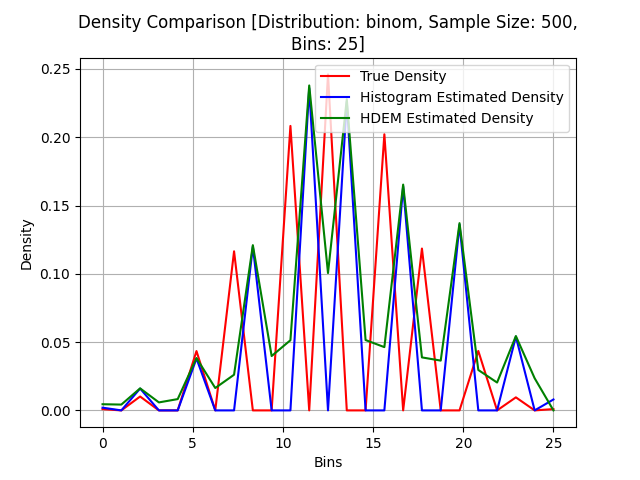 Density Comparison [Distribution: binom, Sample Size: 500,
Bins: 25]
True Density
Histogram Estimated Density
HDEM Estimated Density
Density
0.25
0.20
0.15
0.10
0.05
0.00
0 5 10 15 20 25
Bins